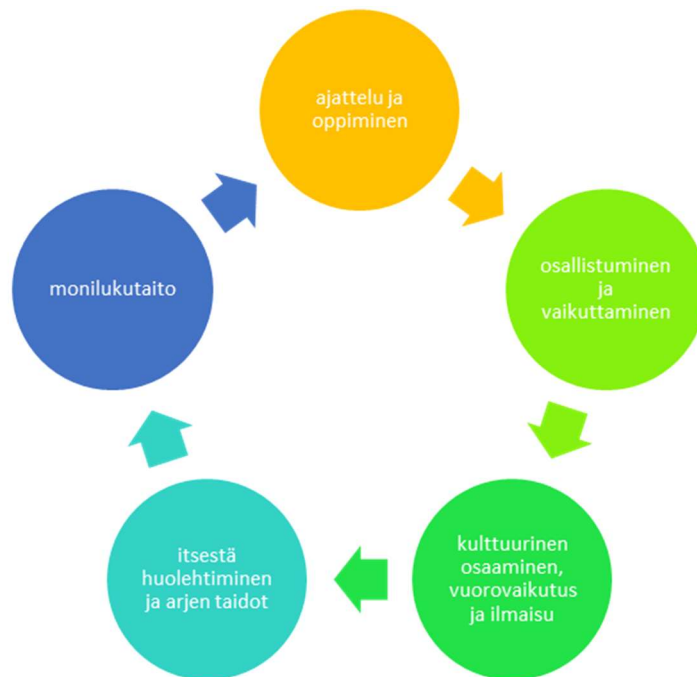 ajattelu ja
oppiminen
osallistuminen
ja
vaikuttaminen
kulttuurinen
osaaminen,
vuorovaikutus
ja ilmaisu
itsestä
huolehtiminen
ja arjen taidot
monilukutaito